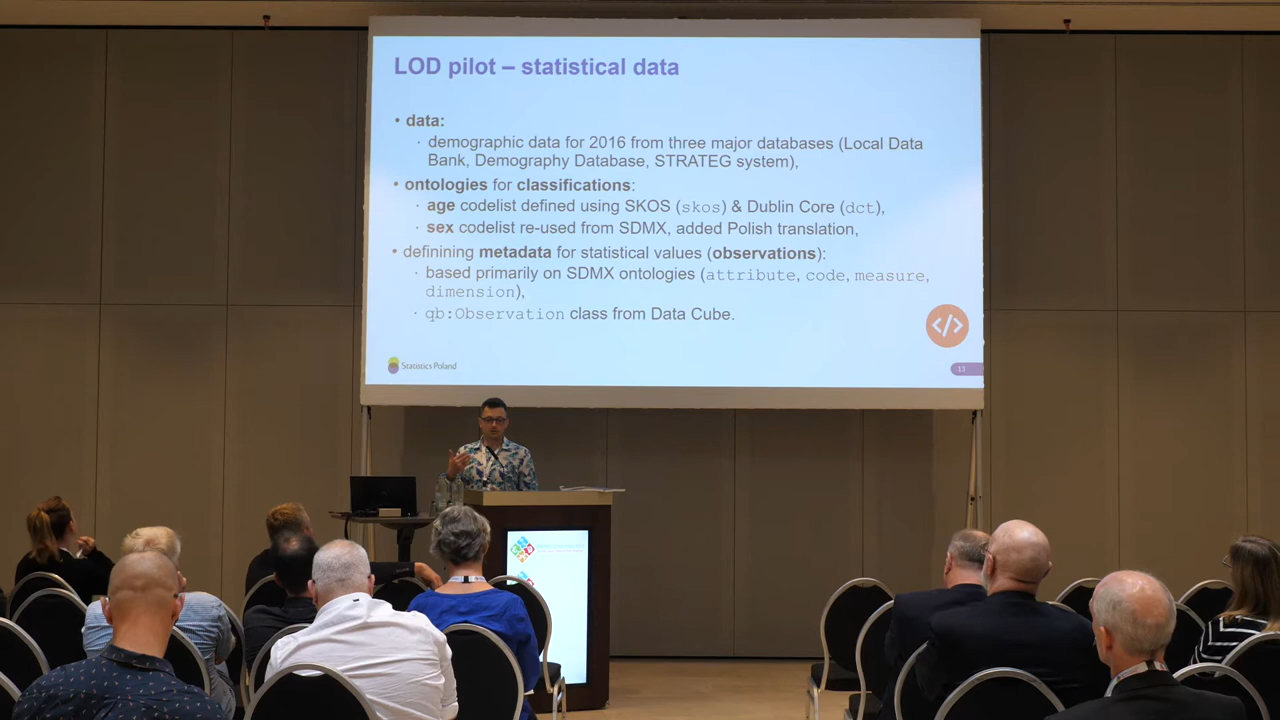 LOD pilot – statistical data
• data:
· demographic data for 2016 from three major databases (Local Data
Bank, Demography Database, STRATEG system),
• ontologies for classifications:
· age codelist defined using SKOS (skos) & Dublin Core (dct),
· sex codelist re-used from SDMX, added Polish translation,
• definining metadata for statistical values (observations):
· based primarily on SDMX ontologies (attribute, code, measure,
dimension),
· qb:Observation class from Data Cube.
</>
Statistics Poland
13